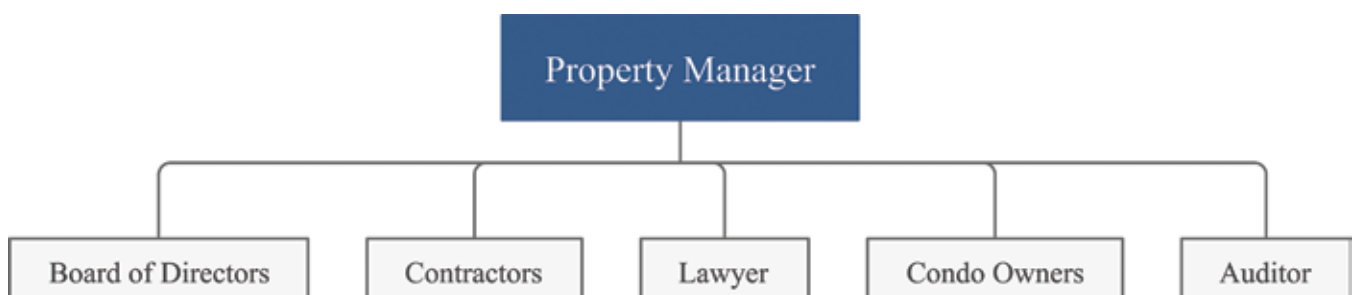 Property Manager
Board of Directors
Contractors
Lawyer
Condo Owners
Auditor